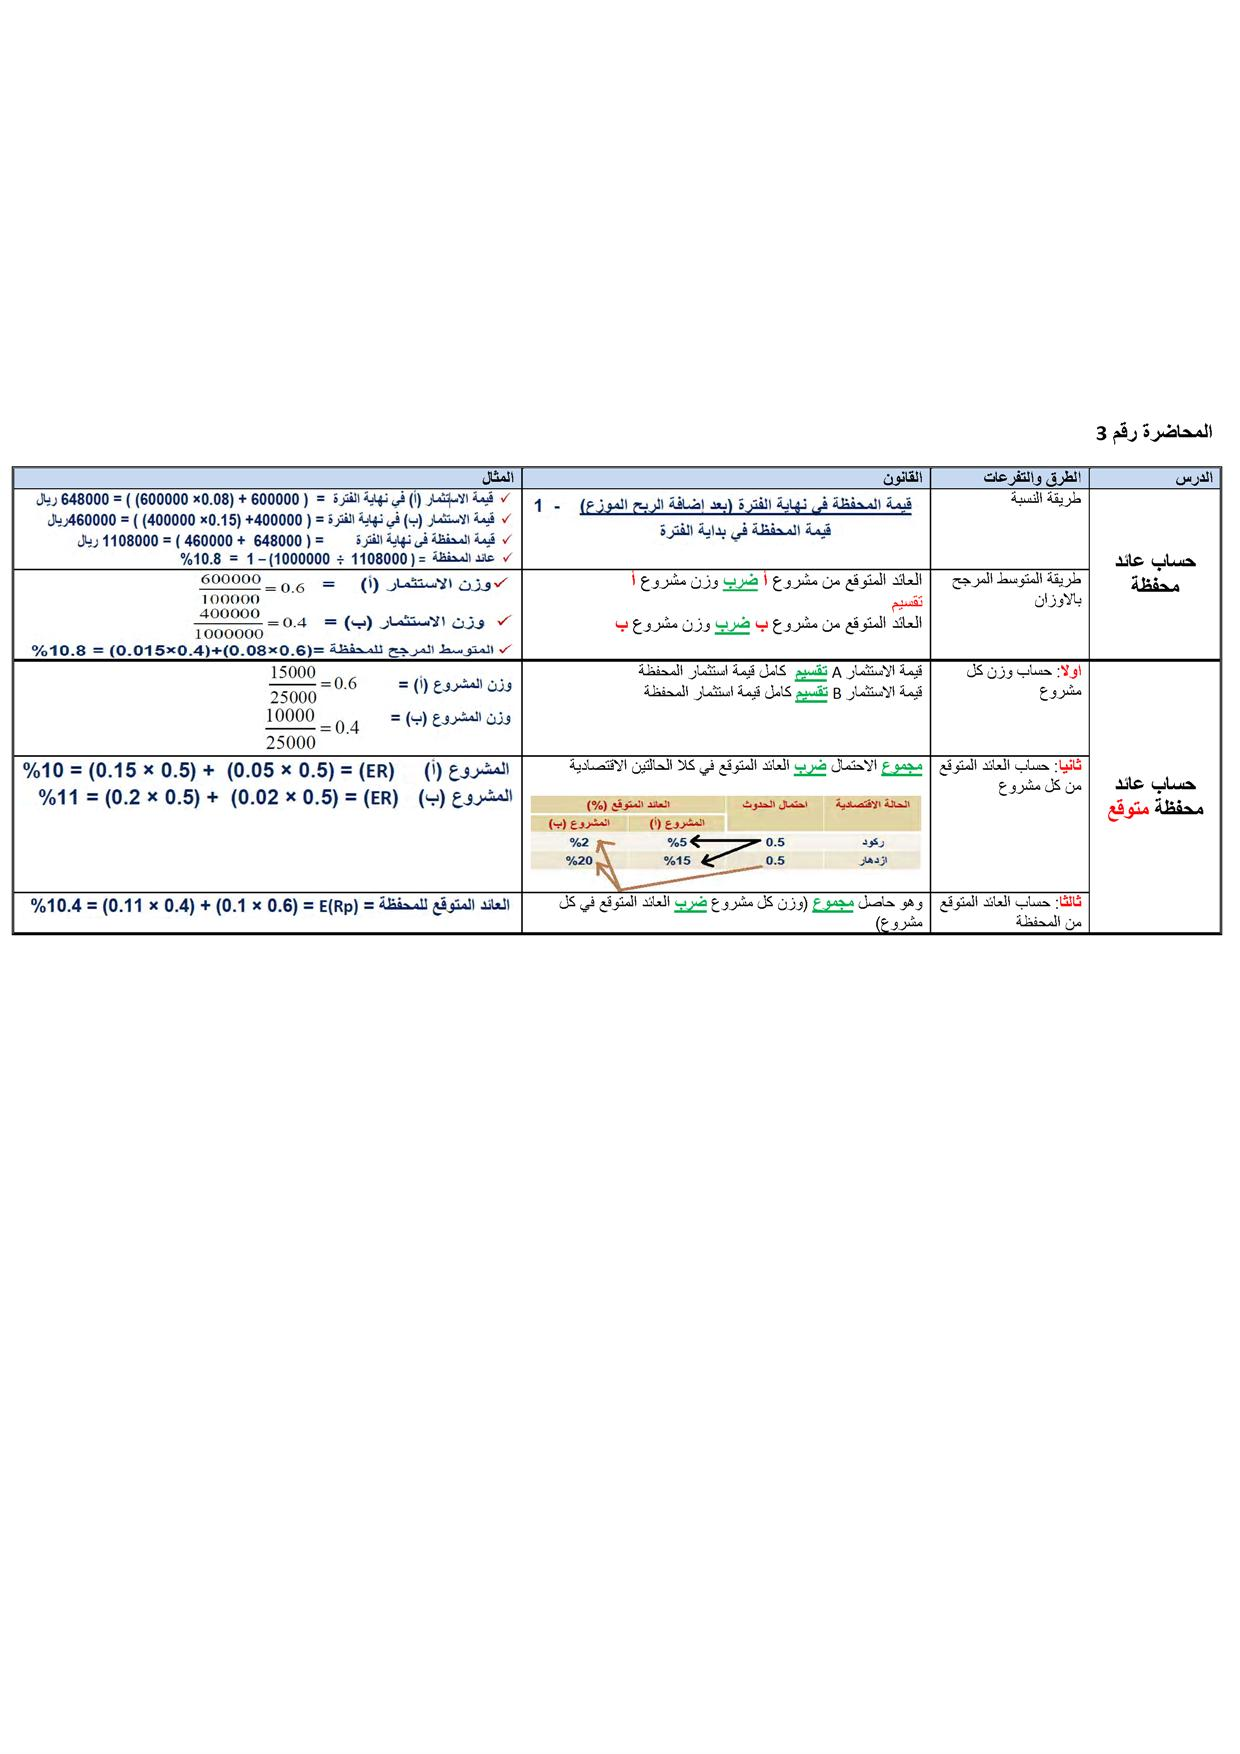 المحاضرة رقم 3
الدرس
الطرق والتفرعات
القانون
المثال
حساب عائد
محفظة
طريقة النسبة
قيمة المحفظة في نهاية الفترة (بعد إضافة الربح الموزع) - 1
قيمة المحفظة في بداية الفترة
قيمة الاستثمار (أ) في نهاية الفترة = ( 600000 + (0.08× 600000) ) = 648000 ريال
قيمة الاستثمار (ب) في نهاية الفترة = ( 400000+ (0.15× 400000) ) = 460000ريال
قيمة المحفظة في نهاية الفترة = ( 648000 + 460000 ) = 1108000 ريال
عائد المحفظة = ( 1108000 ÷ 1000000) – 1 = 10.8%
طريقة المتوسط المرجح
بالاوزان
العائد المتوقع من مشروع أ ضرب وزن مشروع أ
تقسيم
العائد المتوقع من مشروع ب ضرب وزن مشروع ب
وزن الاستثمار (أ) =
600000
100000
=0.6
وزن الاستثمار (ب) =
400000
1000000
=0.4
المتوسط المرجح للمحفظة =(0.6×0.08)+(0.4×0.015) = 10.8%
حساب عائد
محفظة متوقع
اولا: حساب وزن كل
مشروع
قيمة الاستثمار A تقسيم كامل قيمة استثمار المحفظة
قيمة الاستثمار B تقسيم كامل قيمة استثمار المحفظة
وزن المشروع (أ) =
15000
25000
=0.6
وزن المشروع (ب) =
10000
25000
=0.4
ثانيا: حساب العائد المتوقع
من كل مشروع
مجموع الاحتمال ضرب العائد المتوقع في كلا الحالتين الاقتصادية
الحالة الاقتصادية
احتمال الحدوث
العائد المتوقع (%)
المشروع (أ)
المشروع (ب)
ركود 0.5 5% 2%
ازدهار 0.5 15% 20%
المشروع (أ) (ER) = (0.5 × 0.05) + (0.5 × 0.15) = 10%
المشروع (ب) (ER) = (0.5 × 0.02) + (0.5 × 0.2) = 11%
ثالثا: حساب العائد المتوقع
من المحفظة
وهو حاصل مجموع (وزن كل مشروع ضرب العائد المتوقع في كل
مشروع)
العائد المتوقع للمحفظة = E(Rp) = (0.6 × 0.1) + (0.4 × 0.11) = 10.4%